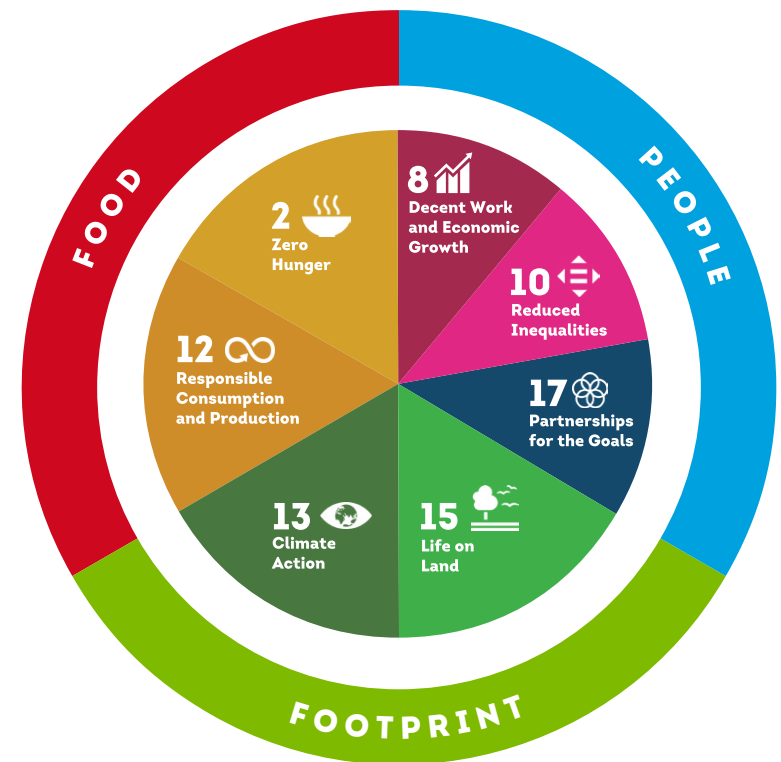 FOOD
PEOPLE
FOOTPRINT
2
Zero
Hunger
8
Decent Work
and Economic
Growth
10
Reduced
Inequalities
12
Responsible
Consumption
and Production
17
Partnerships
for the Goals
13
Climate
Action
15
Life on
Land